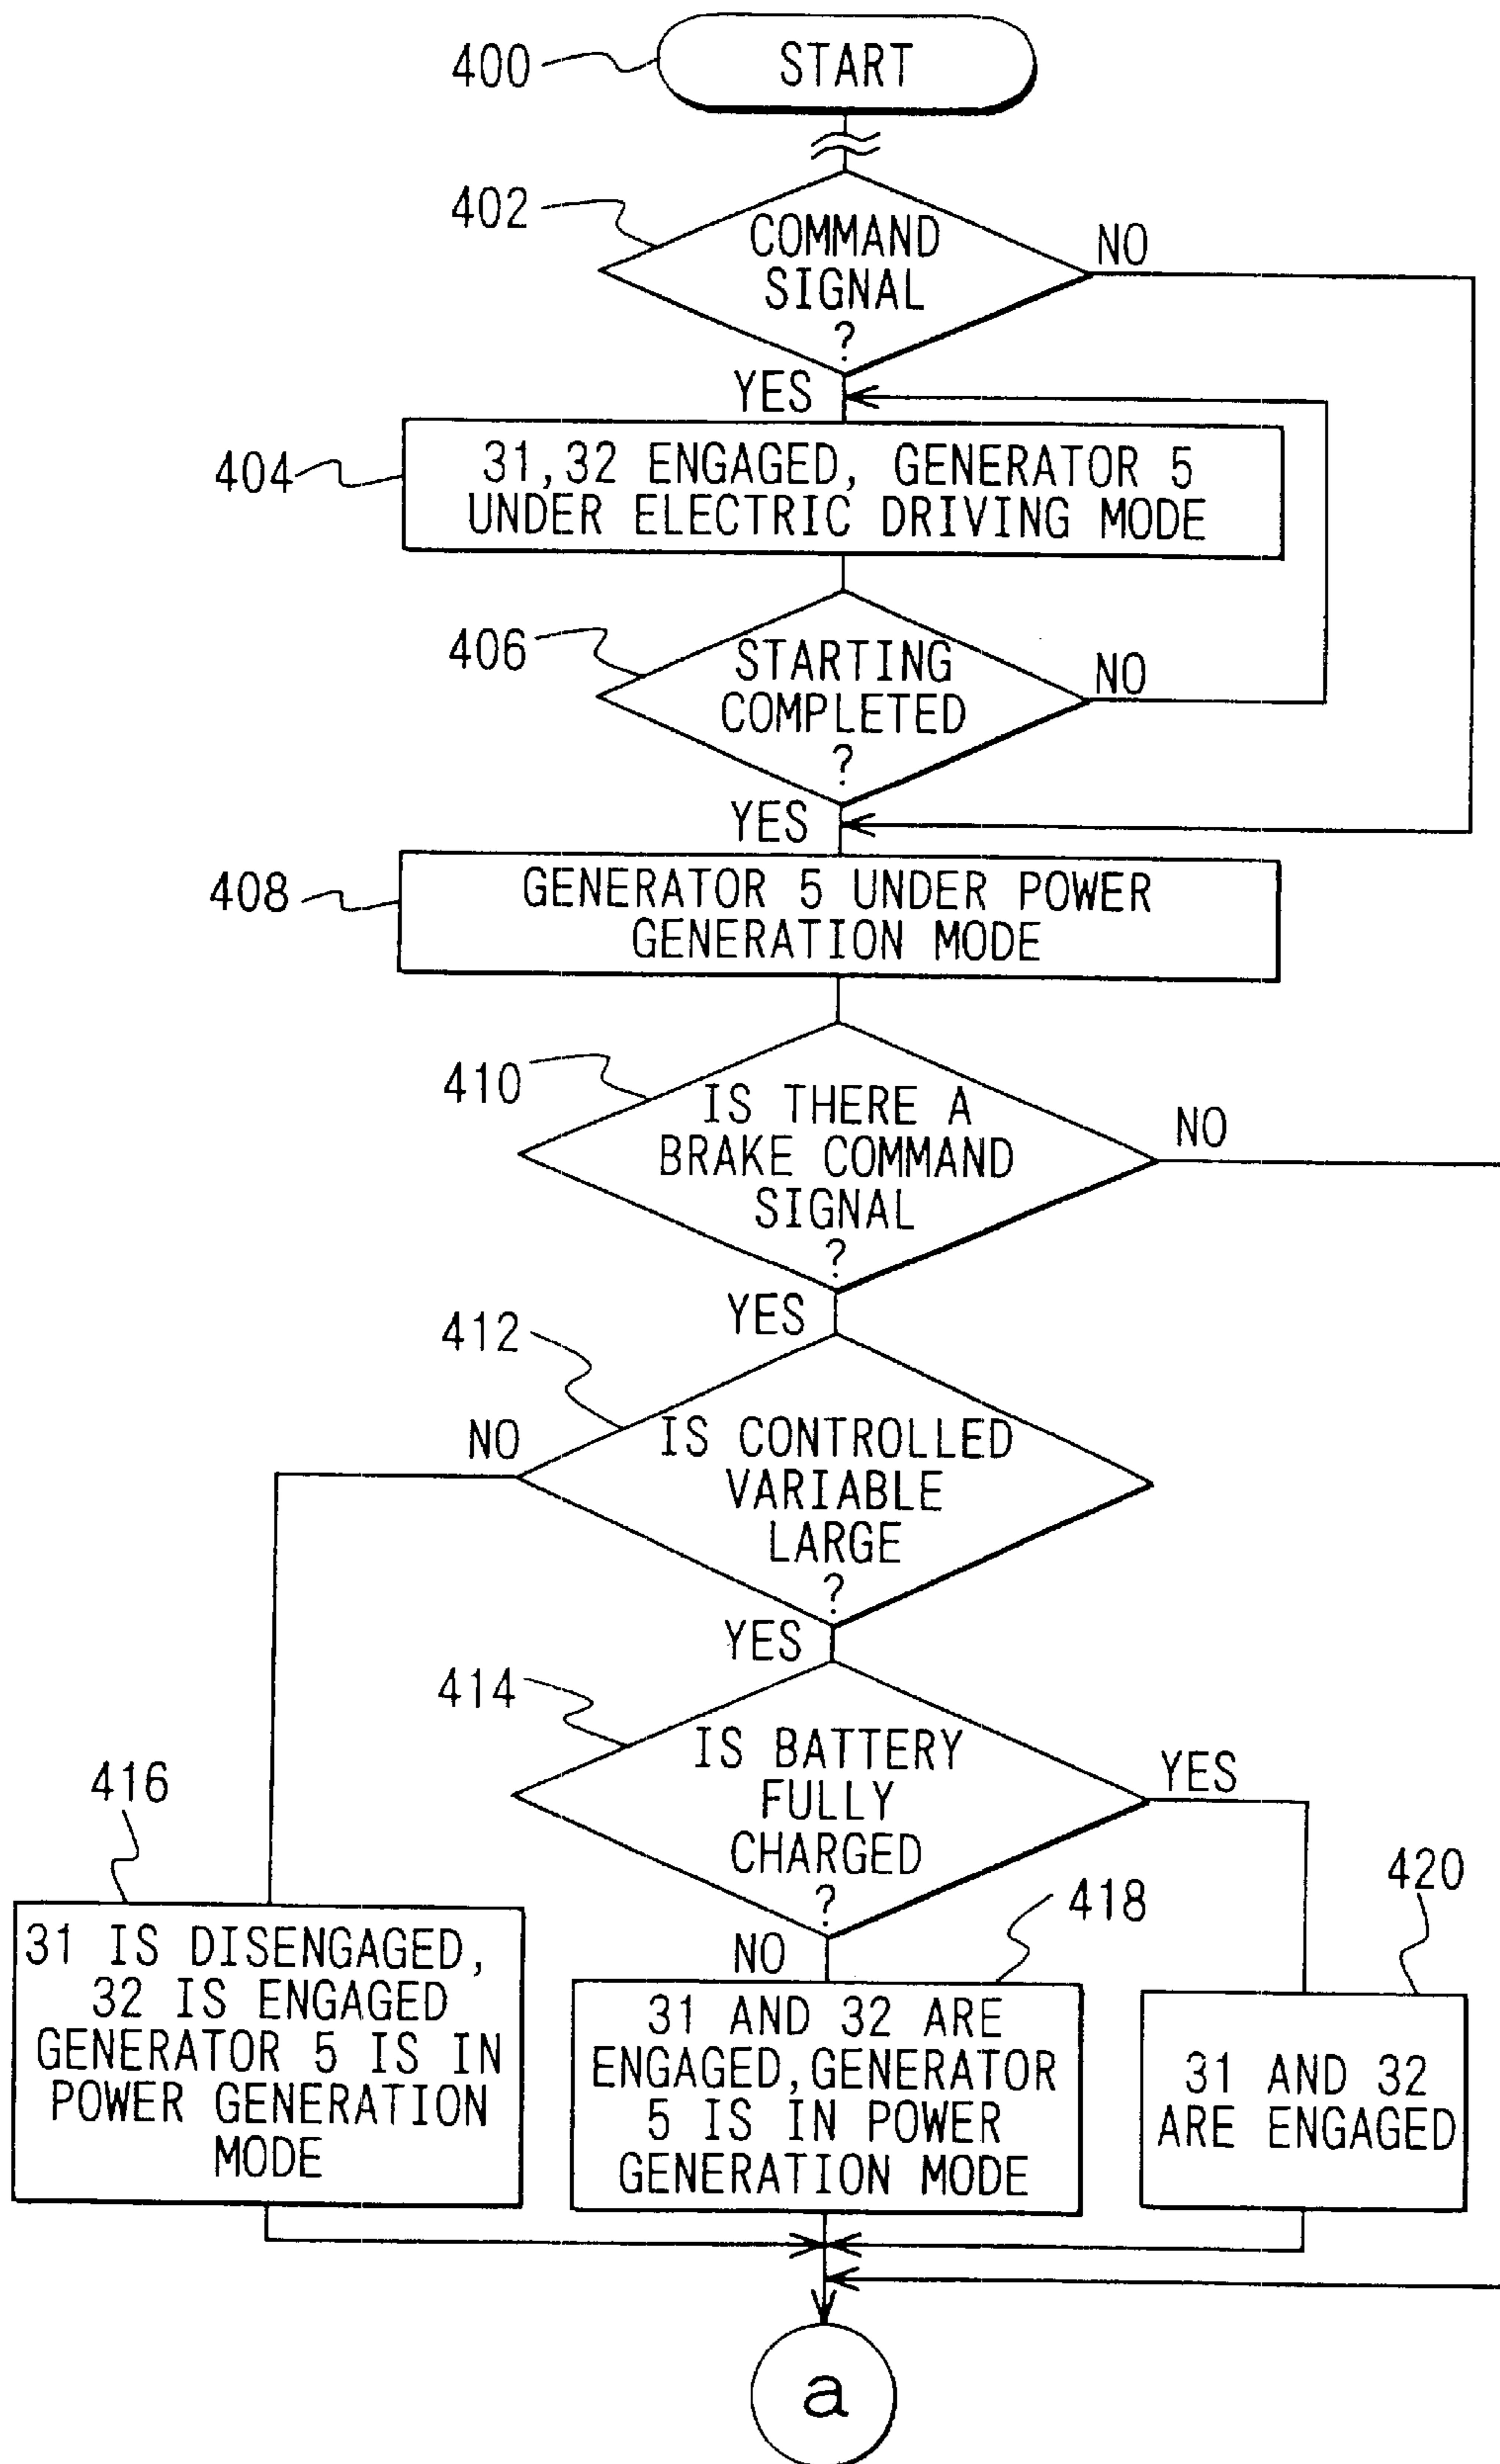 400
START
402
COMMAND
SIGNAL
?
NO
YES
404
31,32 ENGAGED, GENERATOR 5
UNDER ELECTRIC DRIVING MODE
406
STARTING
COMPLETED
?
NO
YES
408
GENERATOR 5 UNDER POWER
GENERATION MODE
410
IS THERE A
BRAKE COMMAND
SIGNAL
?
NO
YES
412
NO
IS CONTROLLED
VARIABLE
LARGE
?
YES
414
IS BATTERY
FULLY
CHARGED
?
YES
NO
416
31 IS DISENGAGED,
32 IS ENGAGED
GENERATOR 5 IS IN
POWER GENERATION
MODE
418
31 AND 32 ARE
ENGAGED, GENERATOR
5 IS IN POWER
GENERATION MODE
420
31 AND 32
ARE ENGAGED
a